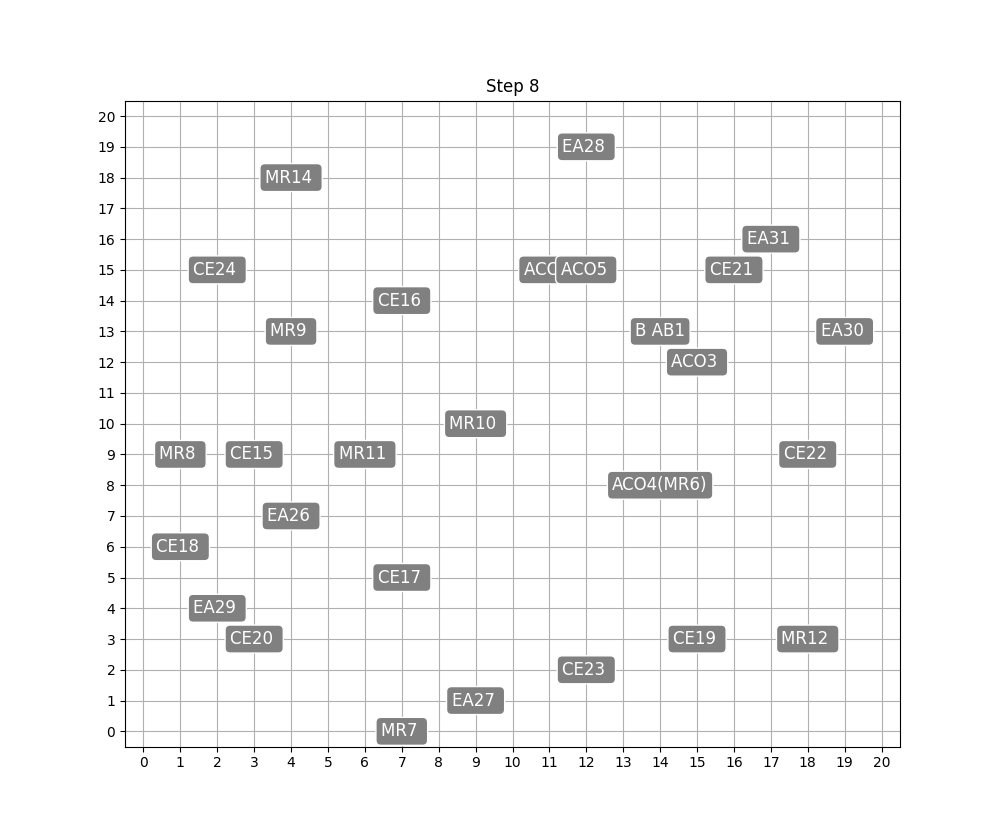 Step 8
20
19
EA28
18
MR14
17
16
EA31
15
CE24
ACO5
CE21
14
CE16
13
MR9
B AB1
EA30
12
ACO3
11
10
MR10
9
MR8
CE15
MR11
CE22
8
ACO4(MR6)
7
EA26
6
CE18
5
CE17
4
EA29
3
CE20
CE19
MR12
2
CE23
1
EA27
0
MR7
0 1 2 3 4 5 6 7 8 9 10 11 12 13 14 15 16 17 18 19 20